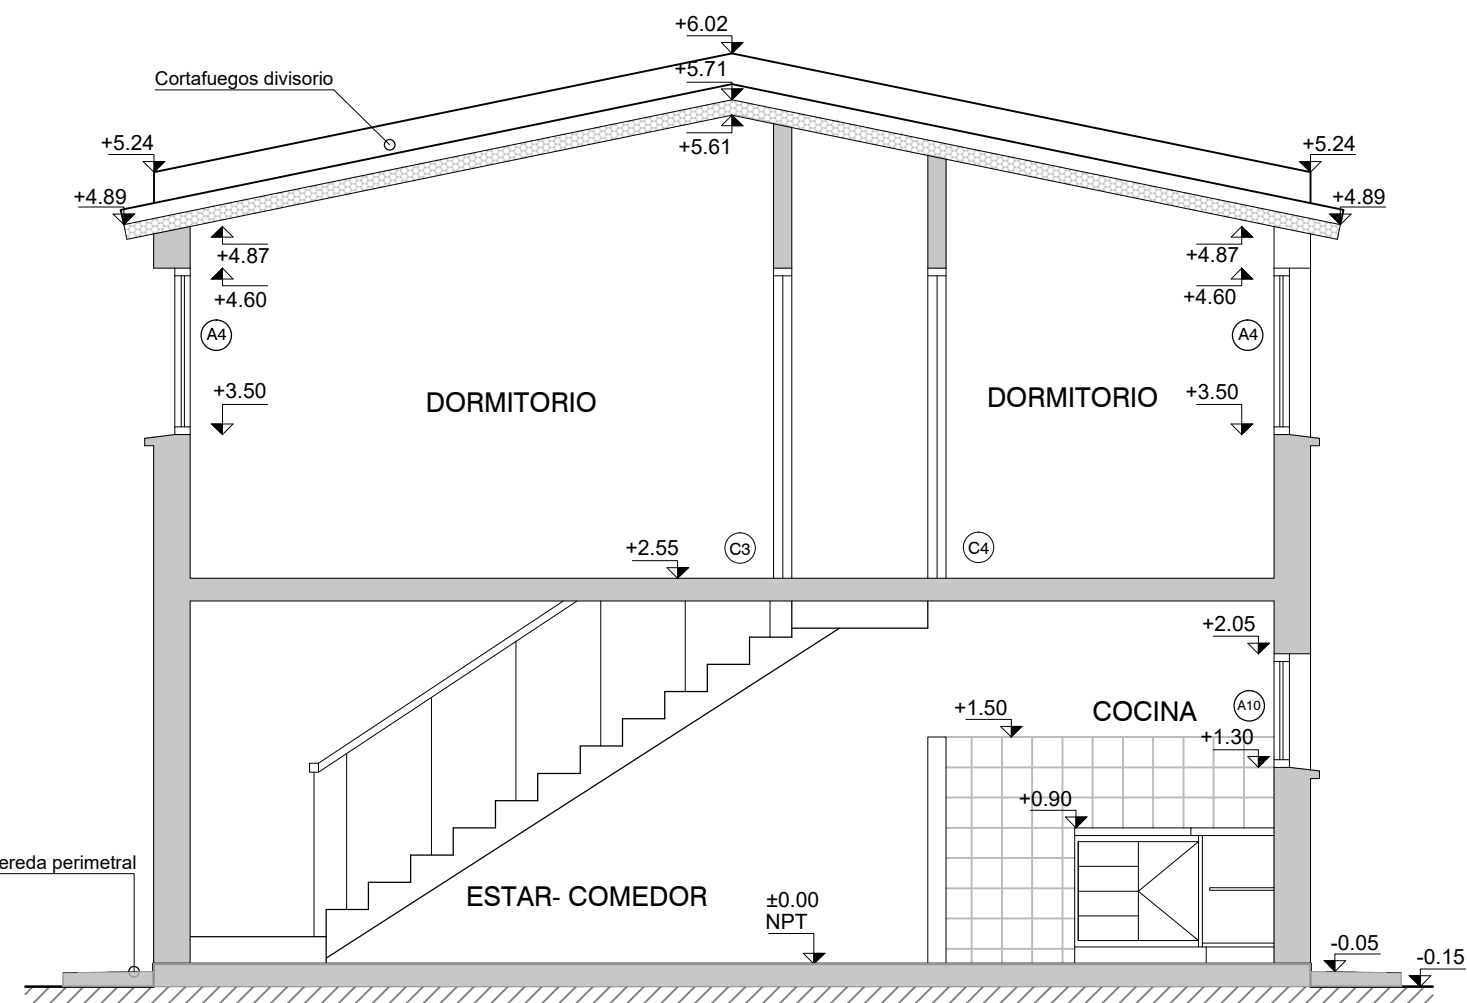 +6.02
Cortafuegos divisorio
+5.71
+5.24
+5.61
+5.24
+4.89
+4.89
+4.87
+4.87
+4.60
+4.60
A4
A4
+3.50
DORMITORIO
DORMITORIO
+3.50
+2.55
C3
C4
+2.05
+1.50
COCINA
A10
+1.30
+0.90
ereda perimetral
ESTAR- COMEDOR
±0.00
NPT
-0.05
-0.15